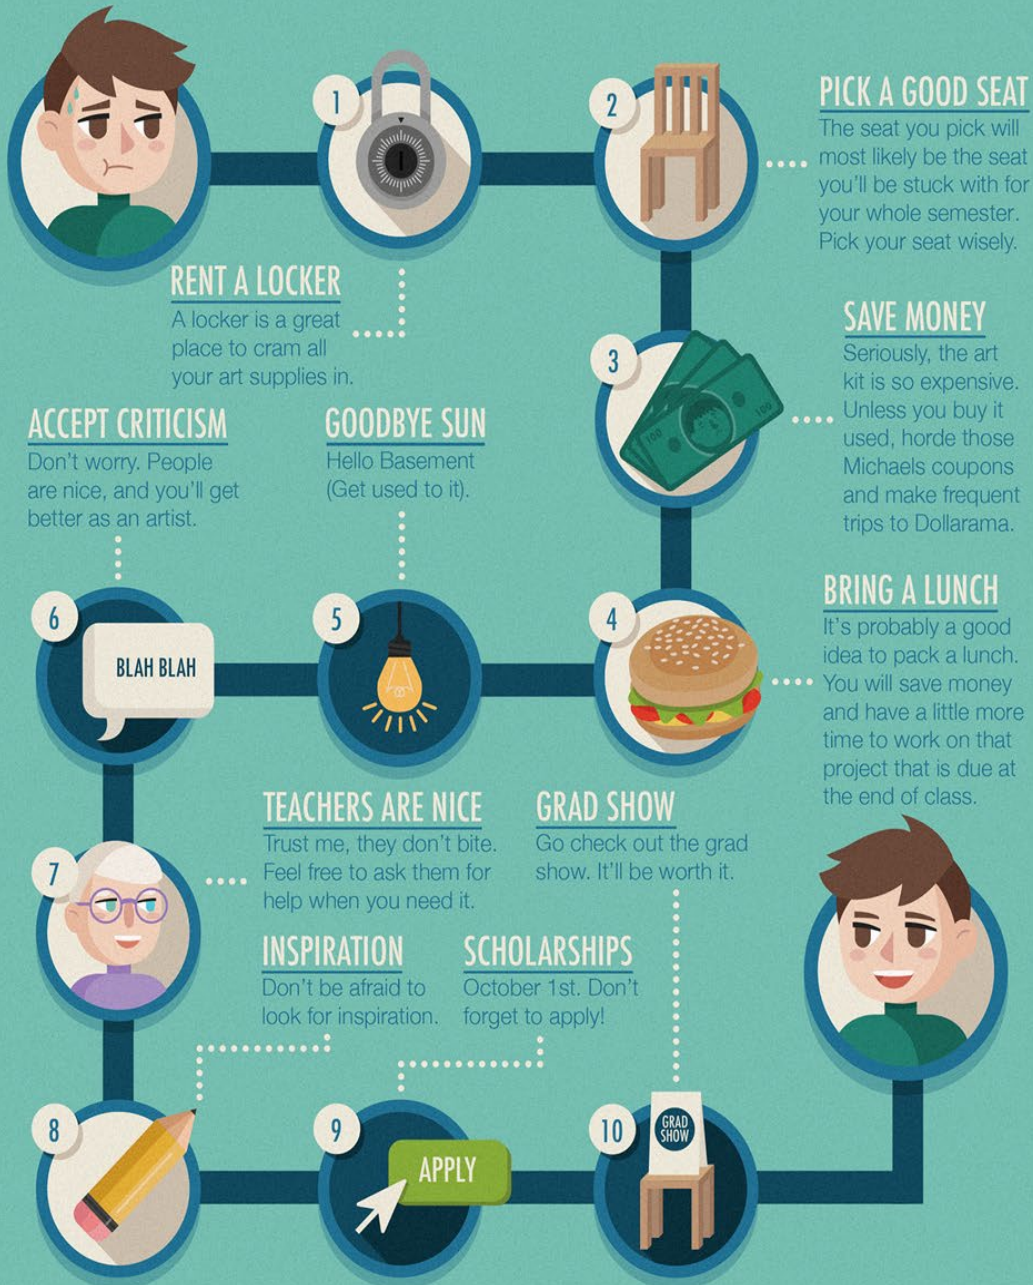 1
RENT A LOCKER
A locker is a great
place to cram all
your art supplies in.
2
PICK A GOOD SEAT
The seat you pick will
most likely be the seat
you'll be stuck with for
your whole semester.
Pick your seat wisely.
3
SAVE MONEY
Seriously, the art
kit is so expensive.
Unless you buy it
used, horde those
Michaels coupons
and make frequent
trips to Dollarama.
100
100
4
BRING A LUNCH
It's probably a good
idea to pack a lunch.
You will save money
and have a little more
time to work on that
project that is due at
the end of class.
5
GOODBYE SUN
Hello Basement
(Get used to it).
6
ACCEPT CRITICISM
Don't worry. People
are nice, and you'll get
better as an artist.
BLAH BLAH
7
TEACHERS ARE NICE
Trust me, they don't bite.
Feel free to ask them for
help when you need it.
8
INSPIRATION
Don't be afraid to
look for inspiration.
9
SCHOLARSHIPS
October 1st. Don't
forget to apply!
APPLY
10
GRAD SHOW
Go check out the grad
show. It'll be worth it.
GRAD
SHOW